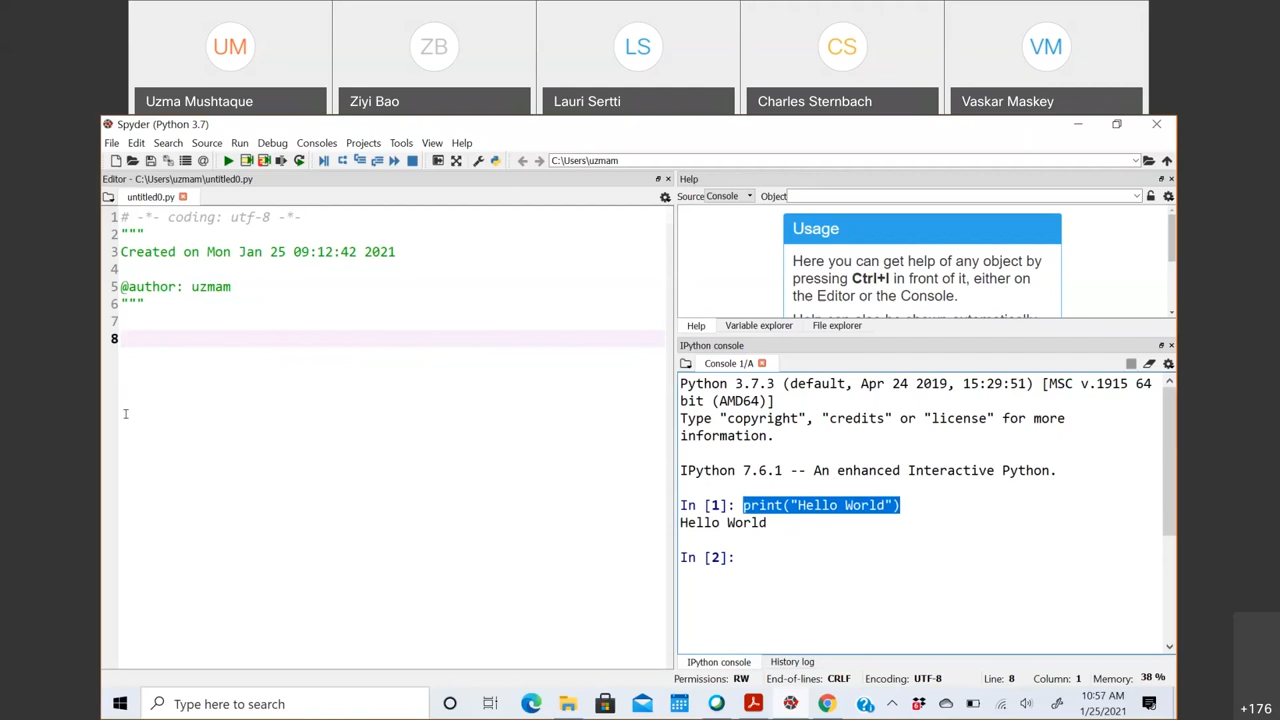 UM
ZB
LS
CS
VM
Uzma Mushtaque
Ziyi Bao
Lauri Sertti
Charles Sternbach
Vaskar Maskey
Spyder (Python 3.7)
File Edit Search Source Run Debug Consoles Projects Tools View Help
C:\Users\uzmam
Editor - C:\Users\uzmam\untitled0.py
untitled0.py
1 # -*- coding: utf-8 -*-
2 """
3 Created on Mon Jan 25 09:12:42 2021
4
5 @author: uzmam
6 """
7
8
Help
Source Console Object
Usage
Here you can get help of any object by
pressing Ctrl+I in front of it, either on
the Editor or the Console.
Help Variable explorer File explorer
IPython console
Console 1/A
Python 3.7.3 (default, Apr 24 2019, 15:29:51) [MSC v.1915 64
bit (AMD64)]
Type "copyright", "credits" or "license" for more
information.
IPython 7.6.1 -- An enhanced Interactive Python.
In [1]: print("Hello World")
Hello World
In [2]:
IPython console History log
Permissions: RW End-of-lines: CRLF Encoding: UTF-8 Line: 8 Column: 1 Memory: 38 %
Type here to search
10:57 AM
1/25/2021
+176